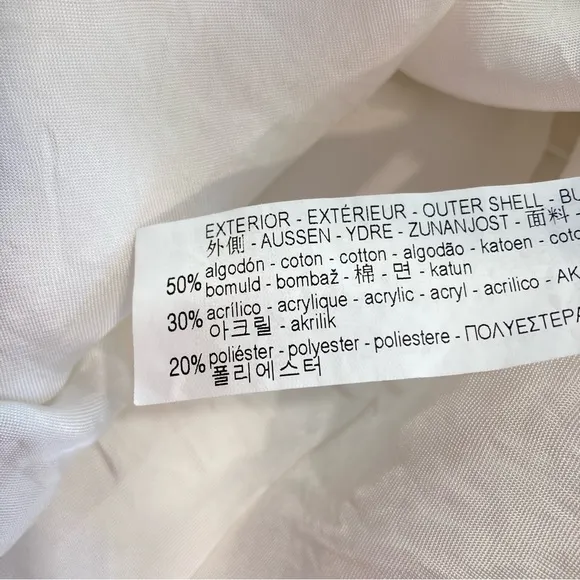 EXTERIOR - EXTÉRIEUR - OUTER SHELL -
外側 - AUSSEN - YDRE - ZUNANJOST - 面料 -
50% algodón - coton - cotton - algodão - katoen -
bomuld - bombaž - 棉 - 면 - katun
30% acrílico - acrylique - acrylic - acryl - acrilico -
아크릴 - akrilik
20% poliéster - polyester - poliestere -
폴리에스터